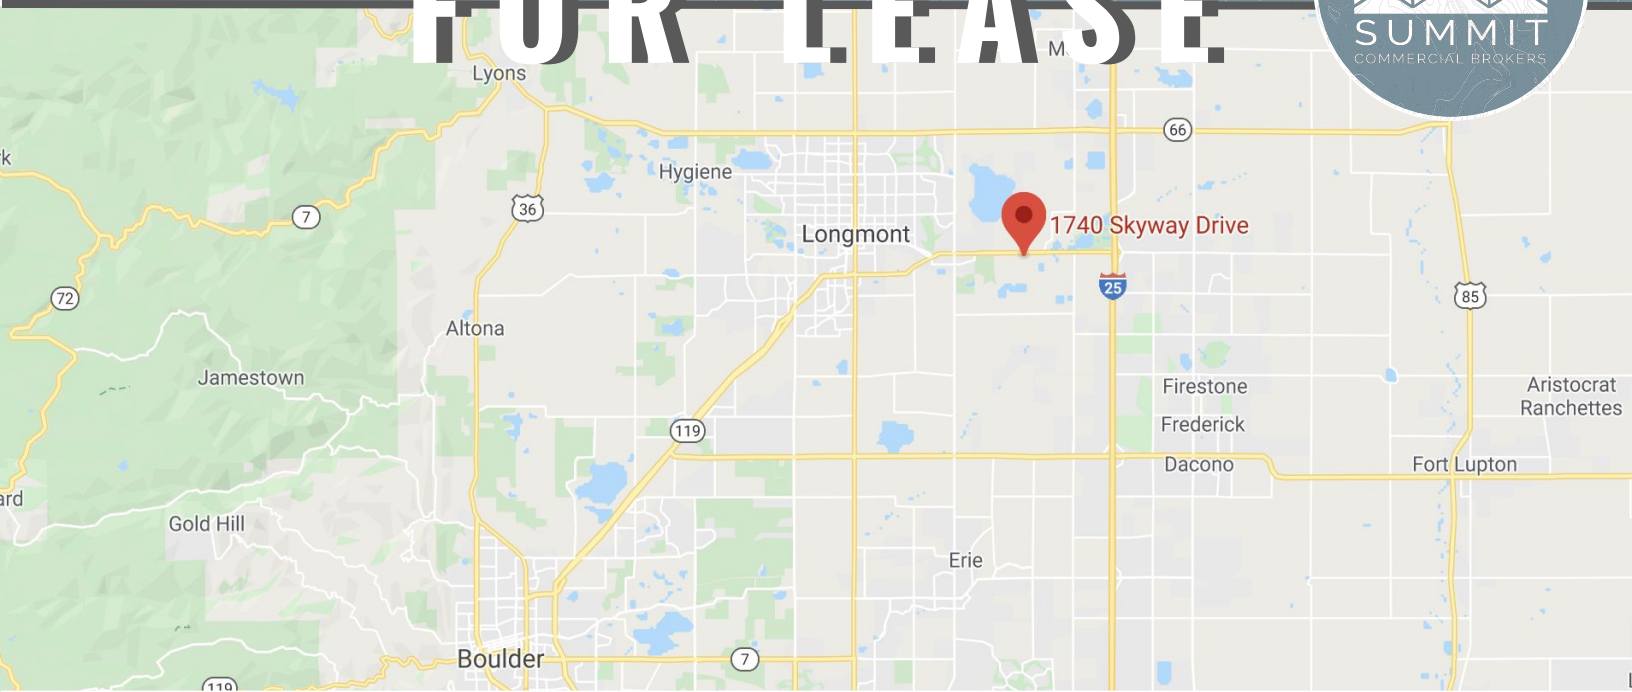 FOR LEASE
SUMMIT
COMMERCIAL BROKERS
Lyons
66
Hygiene
36
7
1740 Skyway Drive
Longmont
25
72
85
Altona
Jamestown
Firestone
Aristocrat
Ranchettes
Frederick
119
Dacono
Fort Lupton
Gold Hill
Erie
Boulder
7
119